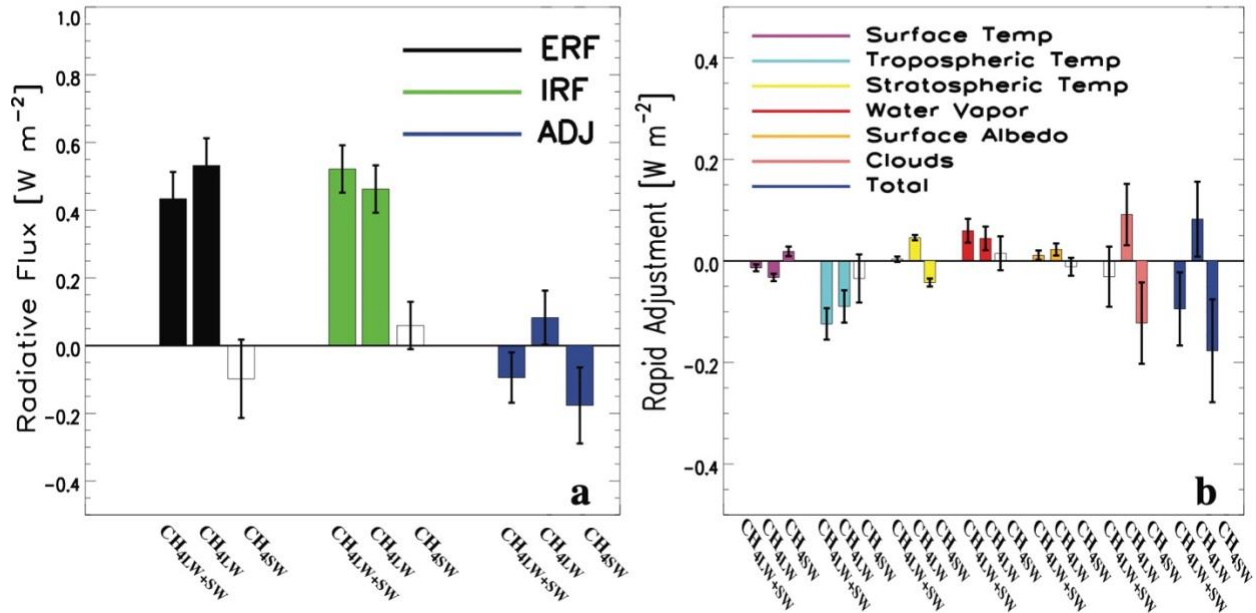 Radiative Flux [W m⁻²]
1.0
0.8
0.6
0.4
0.2
0.0
−0.2
−0.4
ERF
IRF
ADJ
a
CH₄LW+SW
CH₄LW
CH₄SW
CH₄LW+SW
CH₄LW
CH₄SW
CH₄LW+SW
CH₄LW
CH₄SW
Rapid Adjustment [W m⁻²]
0.4
0.2
0.0
−0.2
−0.4
Surface Temp
Tropospheric Temp
Stratospheric Temp
Water Vapor
Surface Albedo
Clouds
Total
b
CH₄LW+SW
CH₄LW
CH₄SW
CH₄LW+SW
CH₄LW
CH₄SW
CH₄LW+SW
CH₄LW
CH₄SW
CH₄LW+SW
CH₄LW
CH₄SW
CH₄LW+SW
CH₄LW
CH₄SW
CH₄LW+SW
CH₄LW
CH₄SW
CH₄LW+SW
CH₄LW
CH₄SW